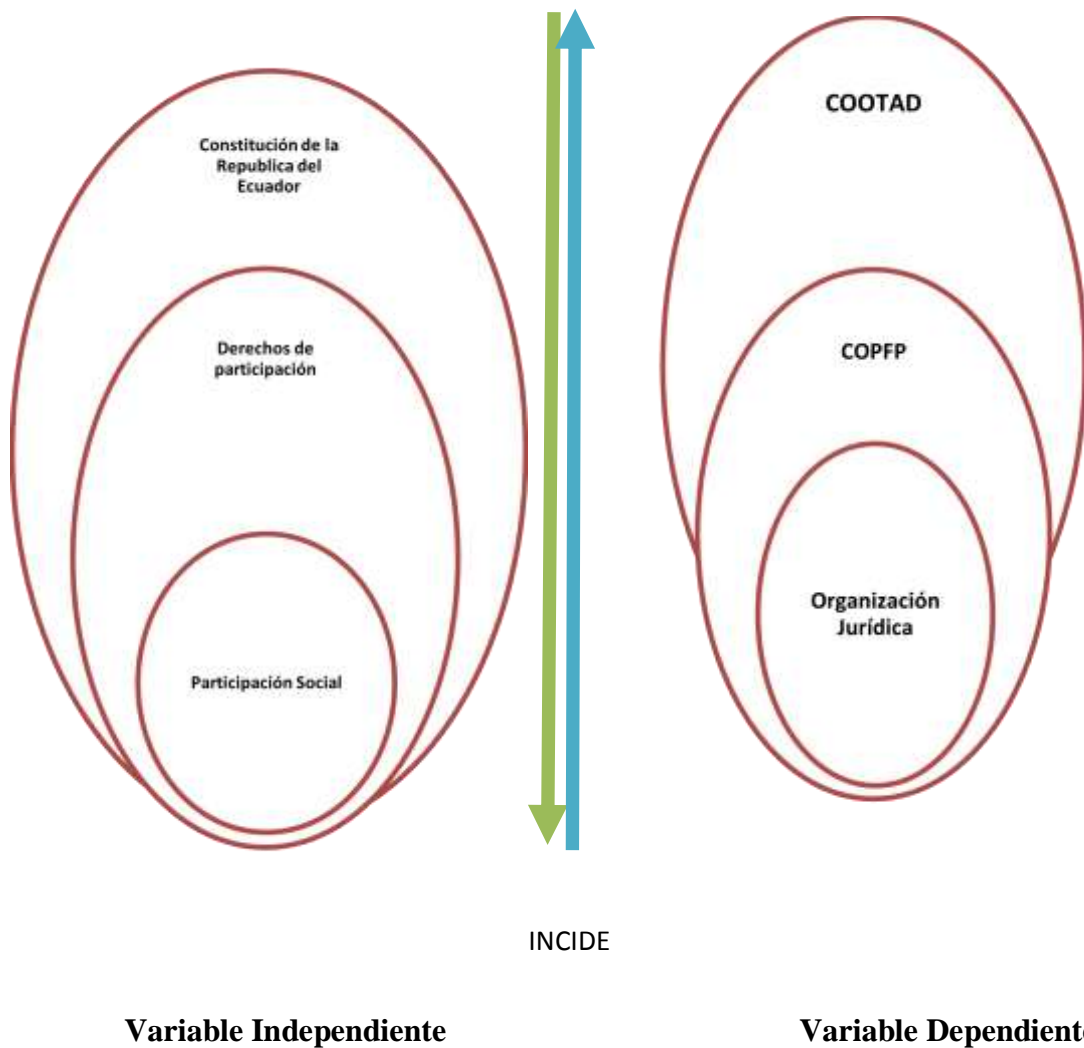 Constitución de la
Republica del
Ecuador
Derechos de
participación
Participación Social
COOTAD
COPFP
Organización
Jurídica
INCIDE
Variable Independiente
Variable Dependiente